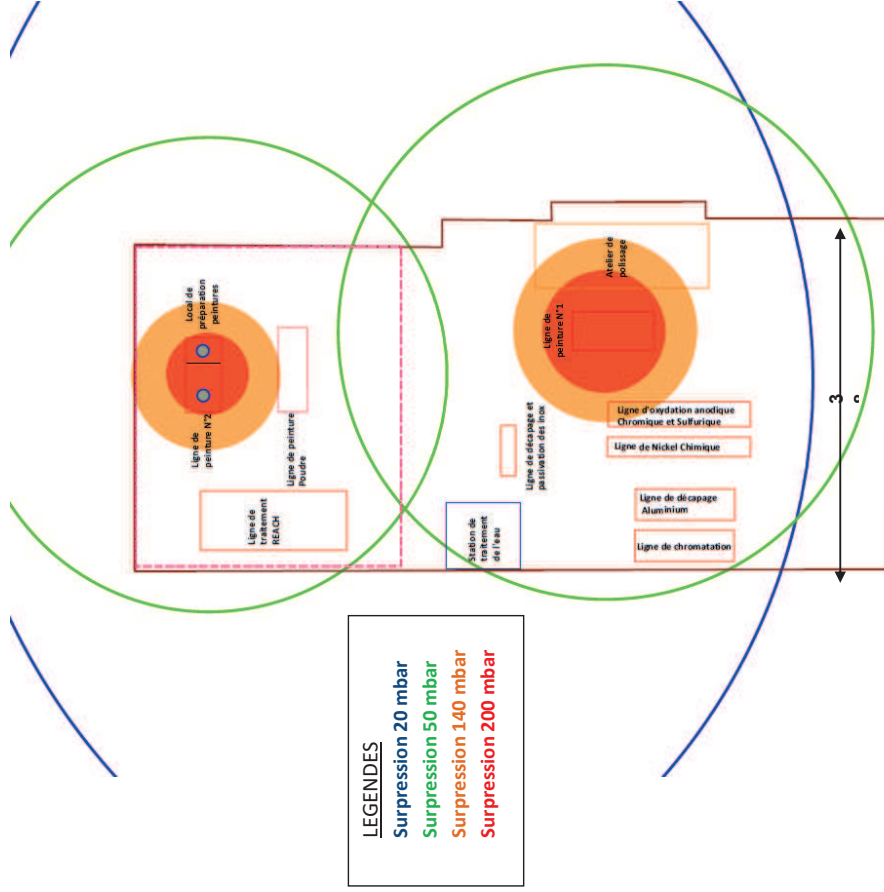 Local de
préparation
peintures
Ligne de
peinture N°2
Ligne de peinture
Poudre
Ligne de
traitement
REACH
Atelier de
polissage
Ligne de
peinture N°1
Ligne de décapage et
passivation des inox
Ligne d'oxydation anodique
Chromique et Sulfurique
Ligne de Nickel Chimique
Station de
traitement
de l'eau
Ligne de décapage
Aluminium
Ligne de chromatation
3
LEGENDES
Surpression 20 mbar
Surpression 50 mbar
Surpression 140 mbar
Surpression 200 mbar